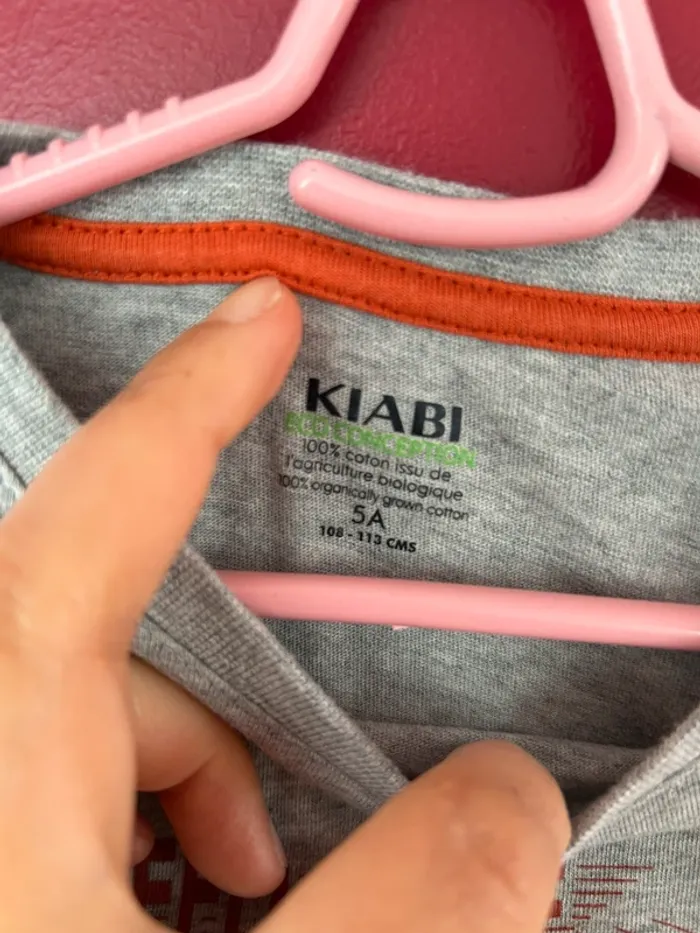 KIABI
ECO CONCEPTION
100% coton issu de
l'agriculture biologique
100% organically grown cotton
5A
108 - 113 CMS